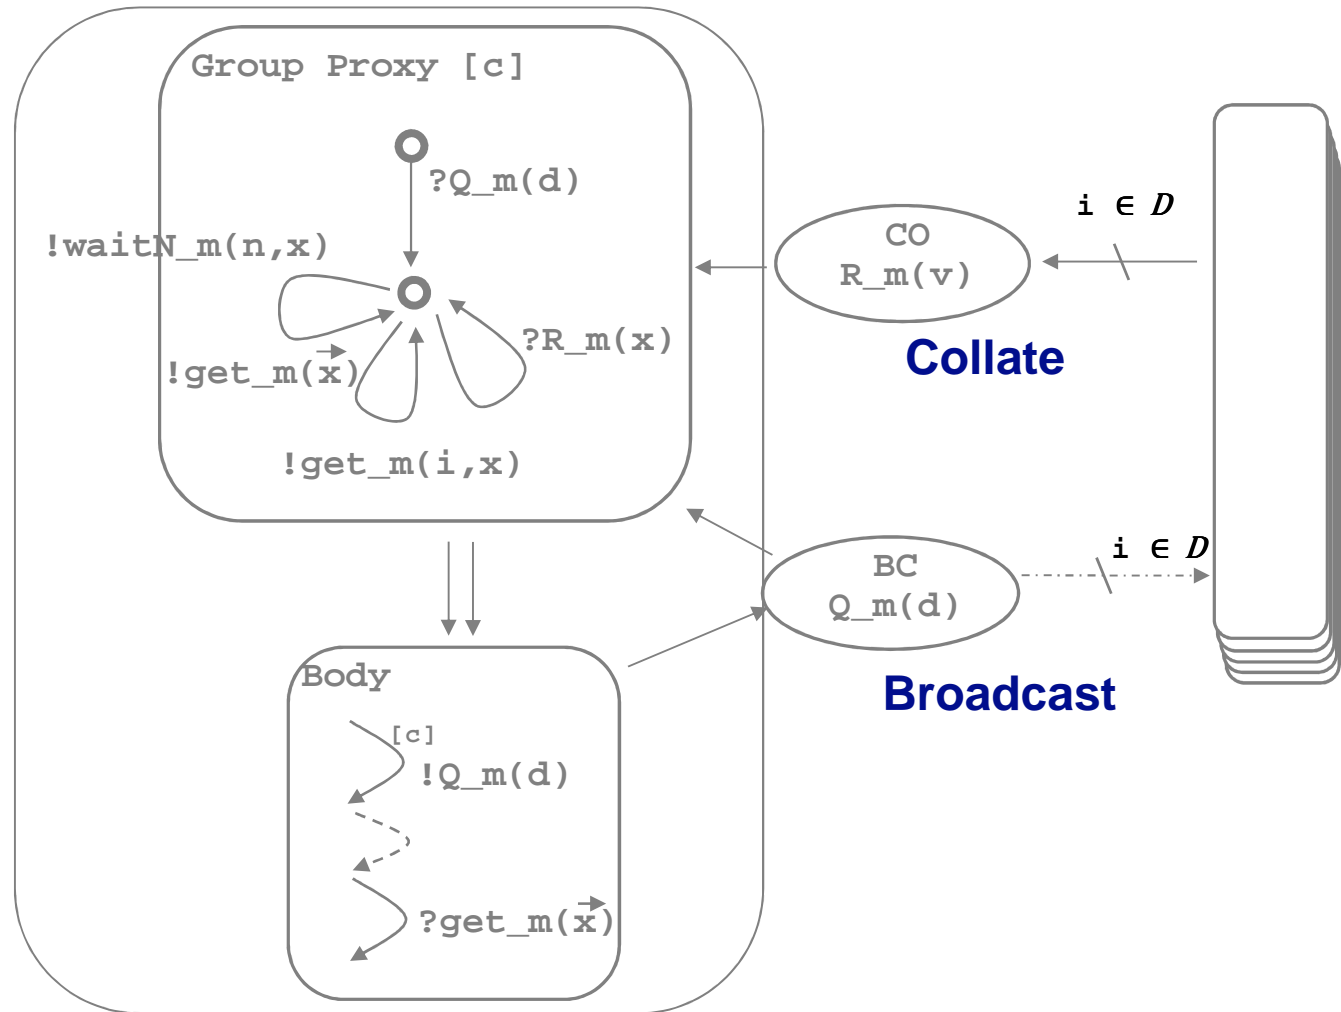 Group Proxy [c]
?Q_m(d)
!waitN_m(n,x)
?R_m(x)
!get_m(x⃗)
!get_m(i,x)
CO
R_m(v)
i ∈ D
Collate
BC
Q_m(d)
i ∈ D
Broadcast
Body
[c]
!Q_m(d)
?get_m(x⃗)